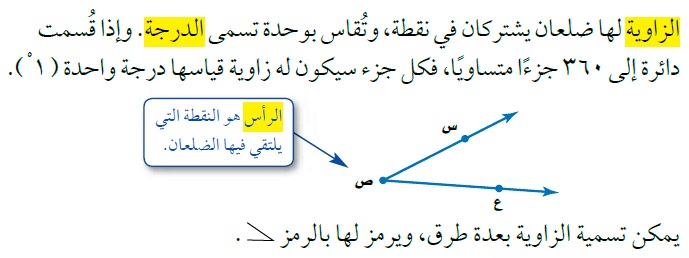 الزاوية لها ضلعان يشتركان في نقطة، وتُقاس بوحدة تسمى الدرجة. وإذا قُسمت
دائرة إلى ٣٦٠ جزءًا متساويًا، فكل جزء سيكون له زاوية قياسها درجة واحدة (١°).
الرأس هو النقطة التي
يلتقي فيها الضلعان.
س
ص
ع
يمكن تسمية الزاوية بعدة طرق، ويرمز لها بالرمز ∠ .